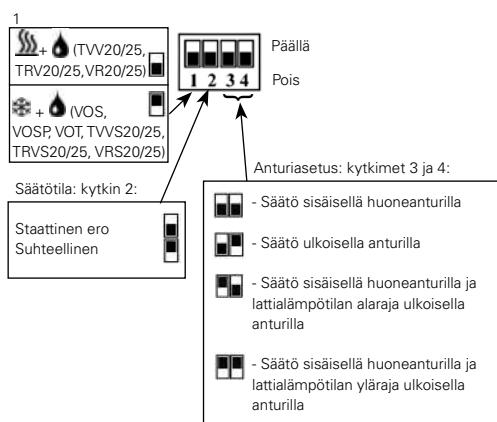 1
+ (TVV20/25,
TRV20/25,VR20/25)
+ (VOS,
VOSP, VOT, TVVS20/25,
TRVS20/25, VRS20/25)
1 2 3 4
Päällä
Pois
Säätötila: kytkin 2:
Staattinen ero
Suhteellinen
Anturiasetus: kytkimet 3 ja 4:
- Säätö sisäisellä huoneanturilla
- Säätö ulkoisella anturilla
- Säätö sisäisellä huoneanturilla ja
lattialämpötilan alaraja ulkoisella
anturilla
- Säätö sisäisellä huoneanturilla ja
lattialämpötilan yläraja ulkoisella
anturilla